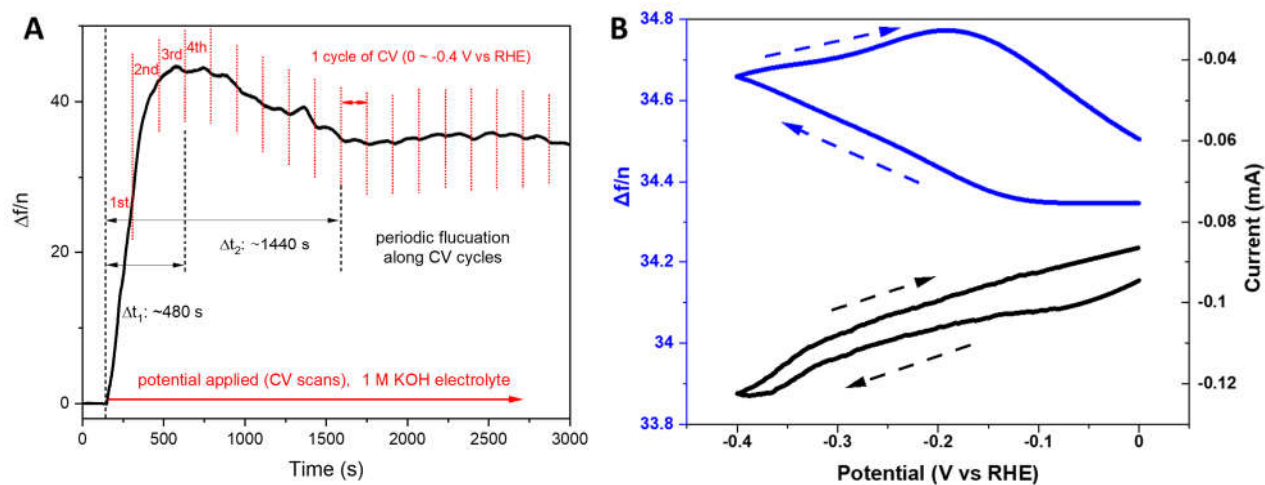 A
1st
2nd
3rd
4th
1 cycle of CV (0 ~ -0.4 V vs RHE)
Δt₂: ~1440 s
Δt₁: ~480 s
periodic flucuation
along CV cycles
potential applied (CV scans), 1 M KOH electrolyte
Δf/n
40
20
0
0 500 1000 1500 2000 2500 3000
Time (s)
B
Δf/n
34.8
34.6
34.4
34.2
34
33.8
-0.04
-0.06
-0.08
-0.1
-0.12
Current (mA)
-0.4 -0.3 -0.2 -0.1 0
Potential (V vs RHE)